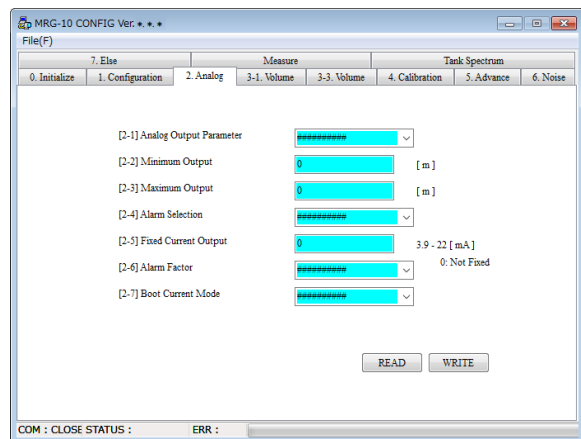 MRG-10 CONFIG Ver. *. *. *
File(F)
7. Else Measure Tank Spectrum
0. Initialize 1. Configuration 2. Analog 3-1. Volume 3-3. Volume 4. Calibration 5. Advance 6. Noise
[2-1] Analog Output Parameter ##########
[2-2] Minimum Output 0 [ m ]
[2-3] Maximum Output 0 [ m ]
[2-4] Alarm Selection ##########
[2-5] Fixed Current Output 0 3.9 - 22 [ mA ]
0: Not Fixed
[2-6] Alarm Factor ##########
[2-7] Boot Current Mode ##########
READ WRITE
COM : CLOSE STATUS : ERR :